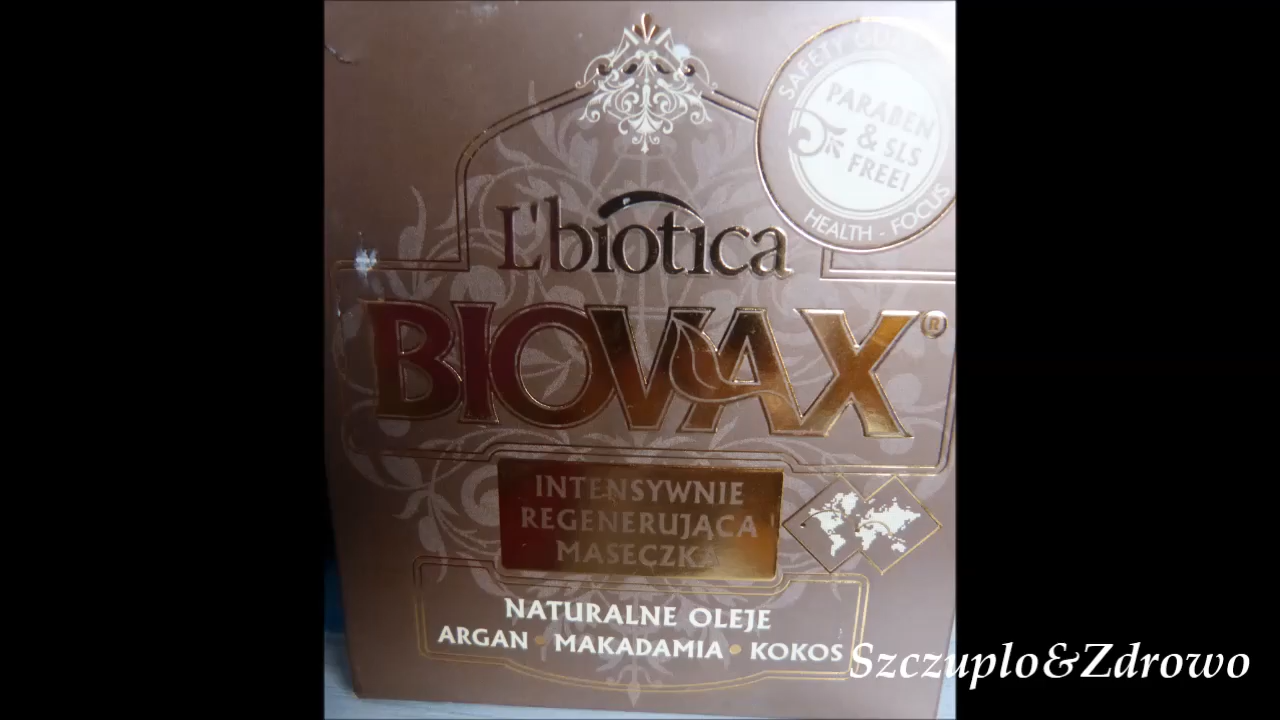 SAFETY
PARABEN
& SLS
FREE!
HEALTH - FOCUS
L'biotica
BIOVAX®
INTENSYWNIE
REGENERUJĄCA
MASECZKA
NATURALNE OLEJE
ARGAN • MAKADAMIA • KOKOS
Szczuplo&Zdrowo